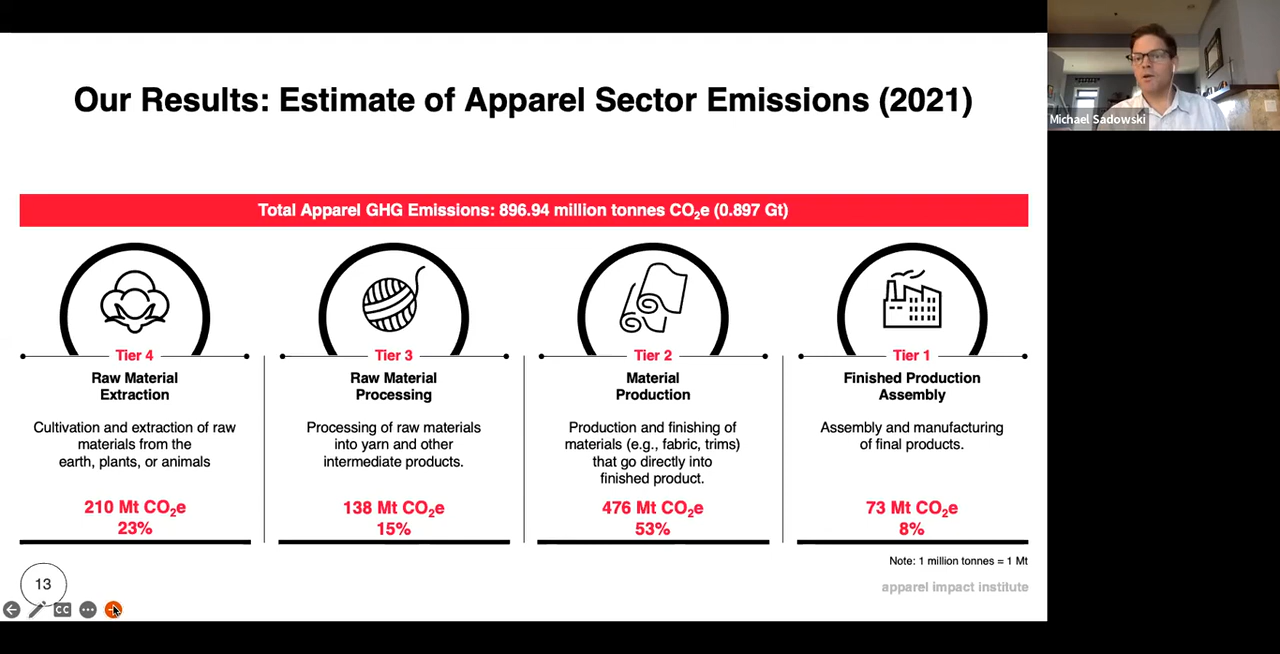 Our Results: Estimate of Apparel Sector Emissions (2021)
Michael Sadowski
Total Apparel GHG Emissions: 896.94 million tonnes CO₂e (0.897 Gt)
Tier 4
Raw Material
Extraction
Cultivation and extraction of raw
materials from the
earth, plants, or animals
210 Mt CO₂e
23%
Tier 3
Raw Material
Processing
Processing of raw materials
into yarn and other
intermediate products.
138 Mt CO₂e
15%
Tier 2
Material
Production
Production and finishing of
materials (e.g., fabric, trims)
that go directly into
finished product.
476 Mt CO₂e
53%
Tier 1
Finished Production
Assembly
Assembly and manufacturing
of final products.
73 Mt CO₂e
8%
Note: 1 million tonnes = 1 Mt
13
apparel impact institute
CC